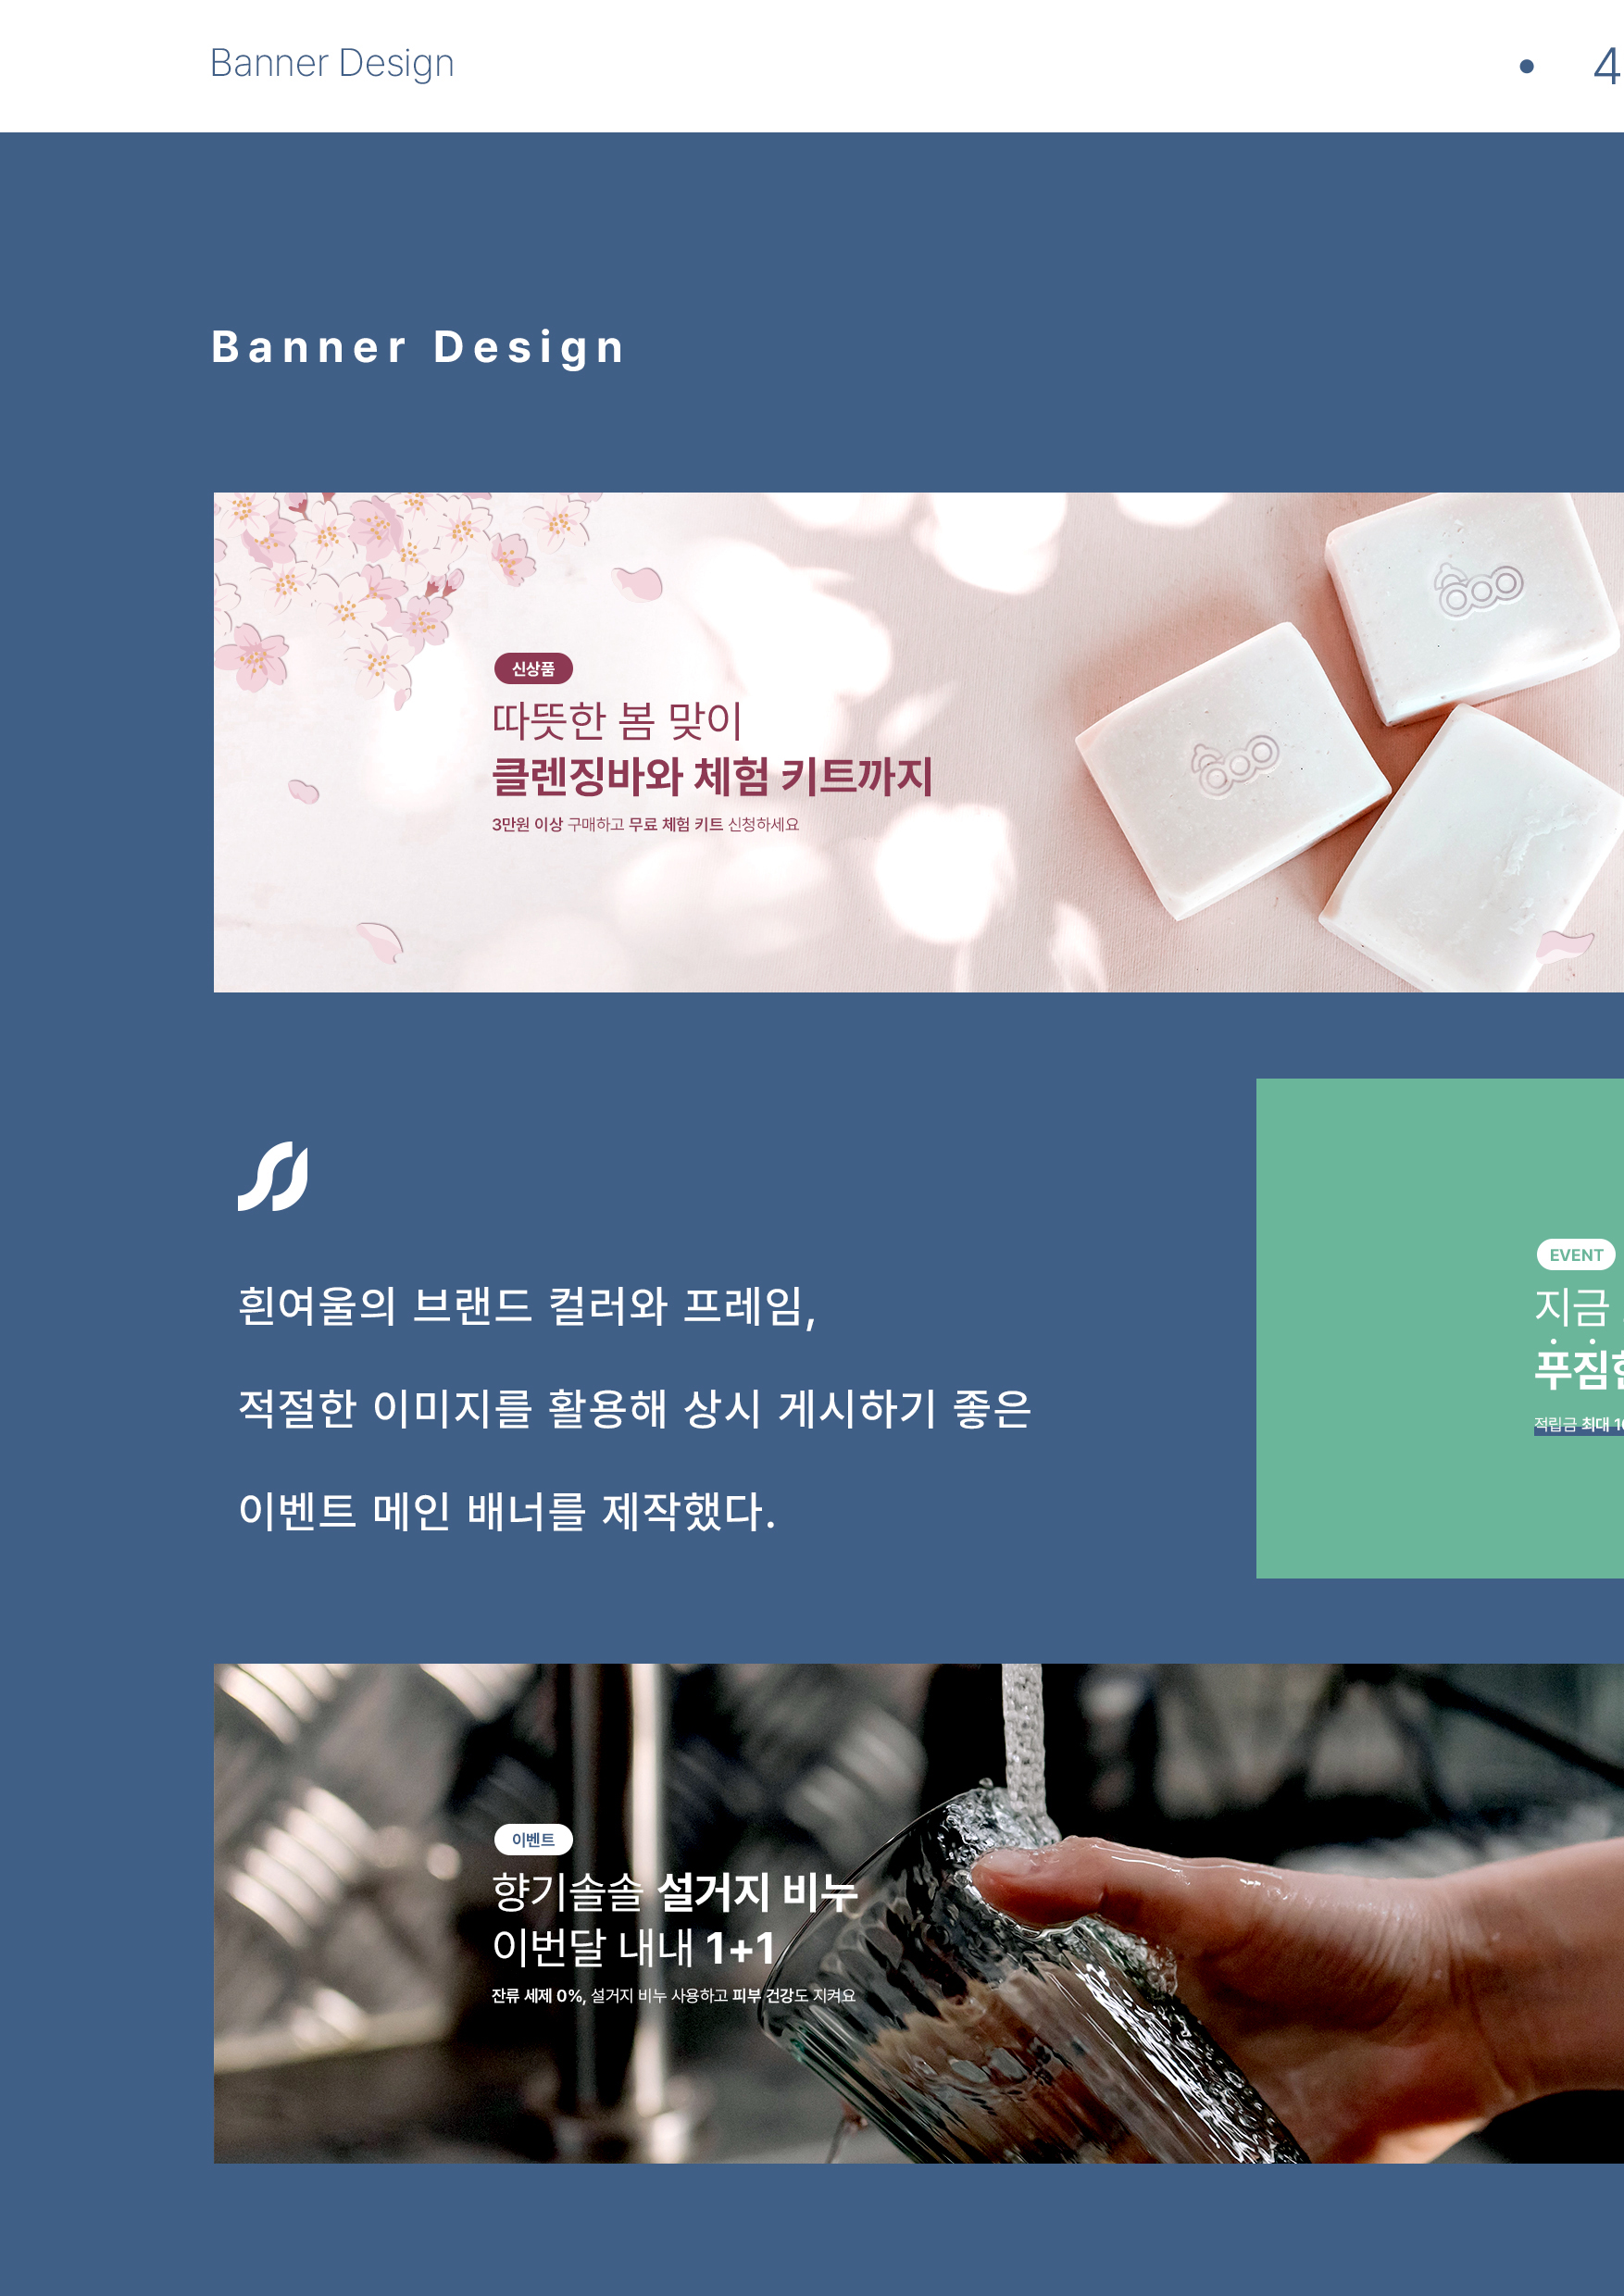 Banner Design
• 4
Banner Design
신상품
따뜻한 봄 맞이
클렌징바와 체험 키트까지
3만원 이상 구매하고 무료 체험 키트 신청하세요
흰여울의 브랜드 컬러와 프레임,
적절한 이미지를 활용해 상시 게시하기 좋은
이벤트 메인 배너를 제작했다.
EVENT
지금
푸짐한
적립금 최대
이벤트
향기솔솔 설거지 비누
이번달 내내 1+1
잔류 세제 0%, 설거지 비누 사용하고 피부 건강도 지켜요